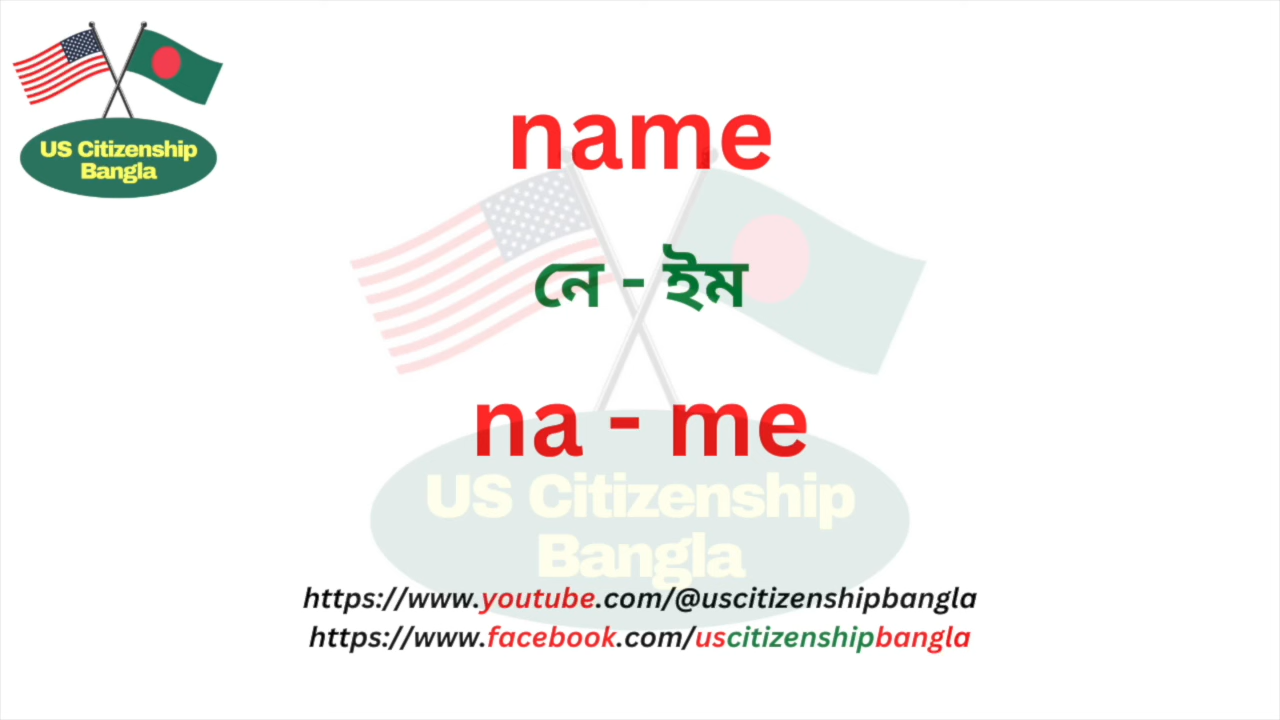 US Citizenship
Bangla
name
নে - ইম
na - me
US Citizenship
Bangla
https://www.youtube.com/@uscitizenshipbangla
https://www.facebook.com/uscitizenshipbangla